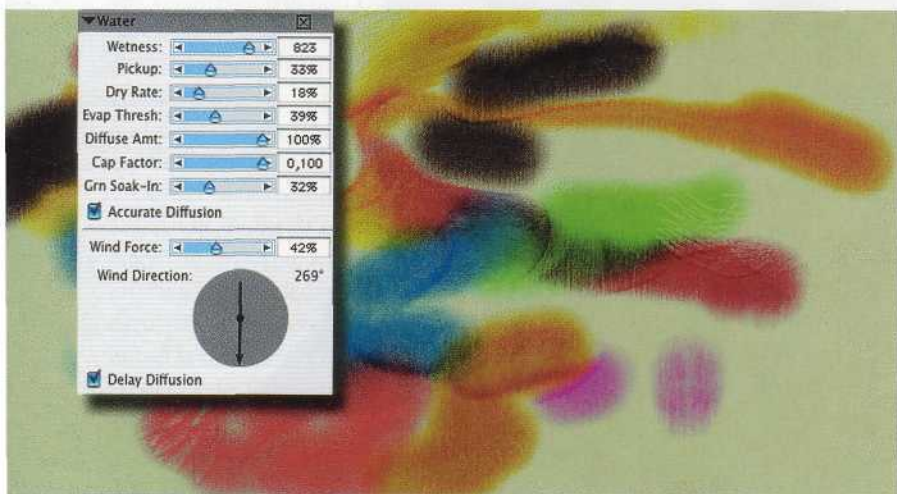 Water
Wetness: 823
Pickup: 33%
Dry Rate: 18%
Evap Thresh: 39%
Diffuse Amt: 100%
Cap Factor: 0,100
Grn Soak-In: 32%
Accurate Diffusion
Wind Force: 42%
Wind Direction: 269°
Delay Diffusion